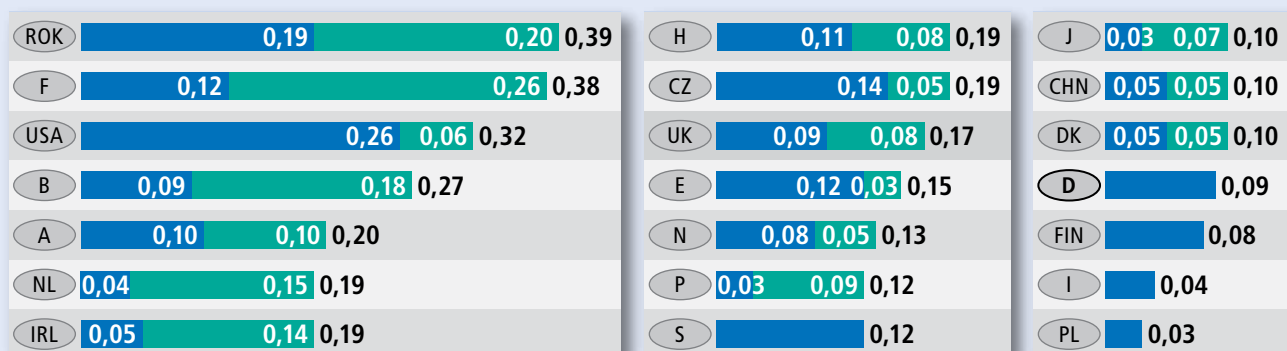 ROK 0,19 0,20 0,39
F 0,12 0,26 0,38
USA 0,26 0,06 0,32
B 0,09 0,18 0,27
A 0,10 0,10 0,20
NL 0,04 0,15 0,19
IRL 0,05 0,14 0,19
H 0,11 0,08 0,19
CZ 0,14 0,05 0,19
UK 0,09 0,08 0,17
E 0,12 0,03 0,15
N 0,08 0,05 0,13
P 0,03 0,09 0,12
S 0,12
J 0,03 0,07 0,10
CHN 0,05 0,05 0,10
DK 0,05 0,05 0,10
D 0,09
FIN 0,08
I 0,04
PL 0,03